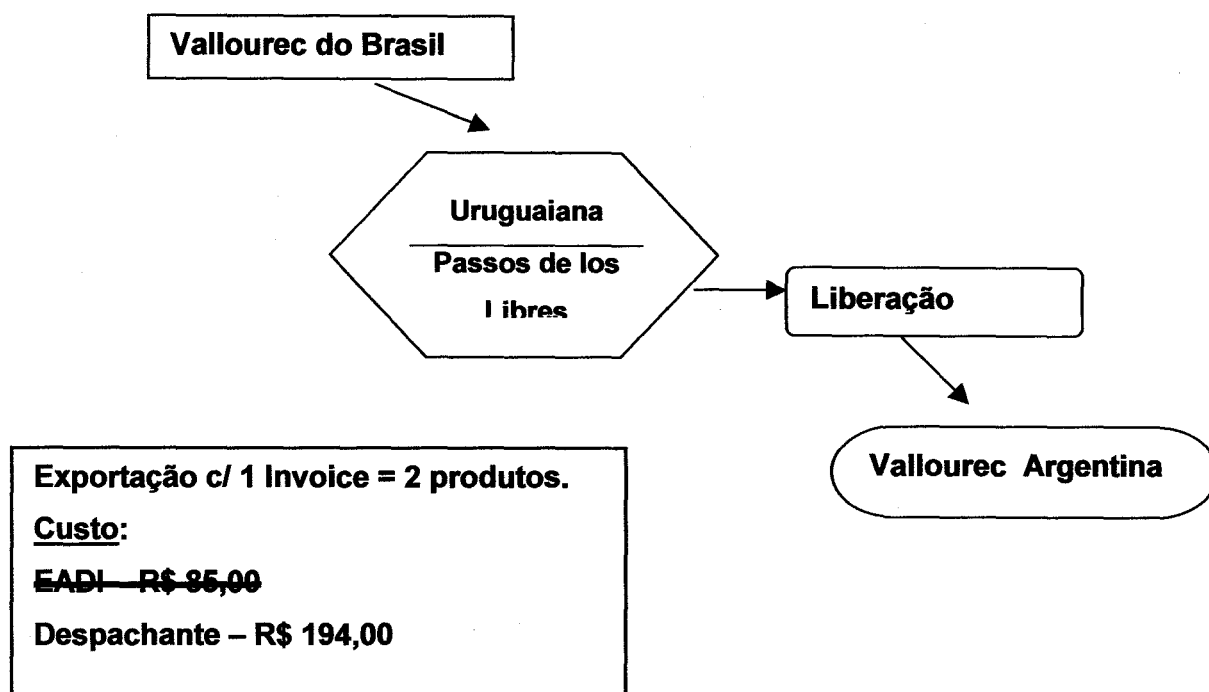 Vallourec do Brasil
Uruguaiana
Passos de los
Libres
Liberação
Vallourec Argentina
Exportação c/ 1 Invoice = 2 produtos.
Custo:
EADI – R$ 85,00
Despachante – R$ 194,00